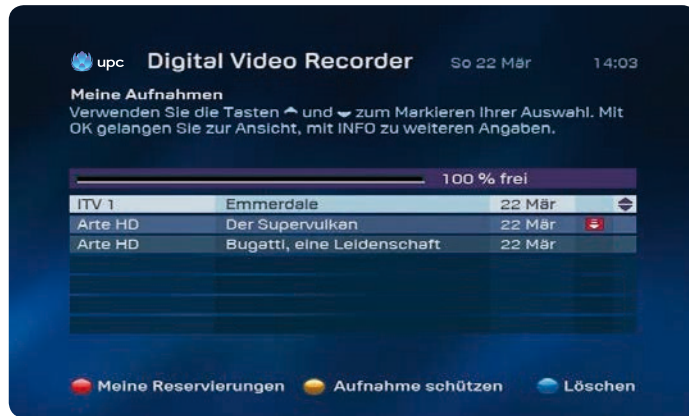 upc Digital Video Recorder So 22 Mär 14:03
Meine Aufnahmen
Verwenden Sie die Tasten und zum Markieren Ihrer Auswahl. Mit
OK gelangen Sie zur Ansicht, mit INFO zu weiteren Angaben.
100 % frei
ITV 1 Emmerdale 22 Mär
Arte HD Der Supervulkan 22 Mär
Arte HD Bugatti, eine Leidenschaft 22 Mär
Meine Reservierungen Aufnahme schützen Löschen